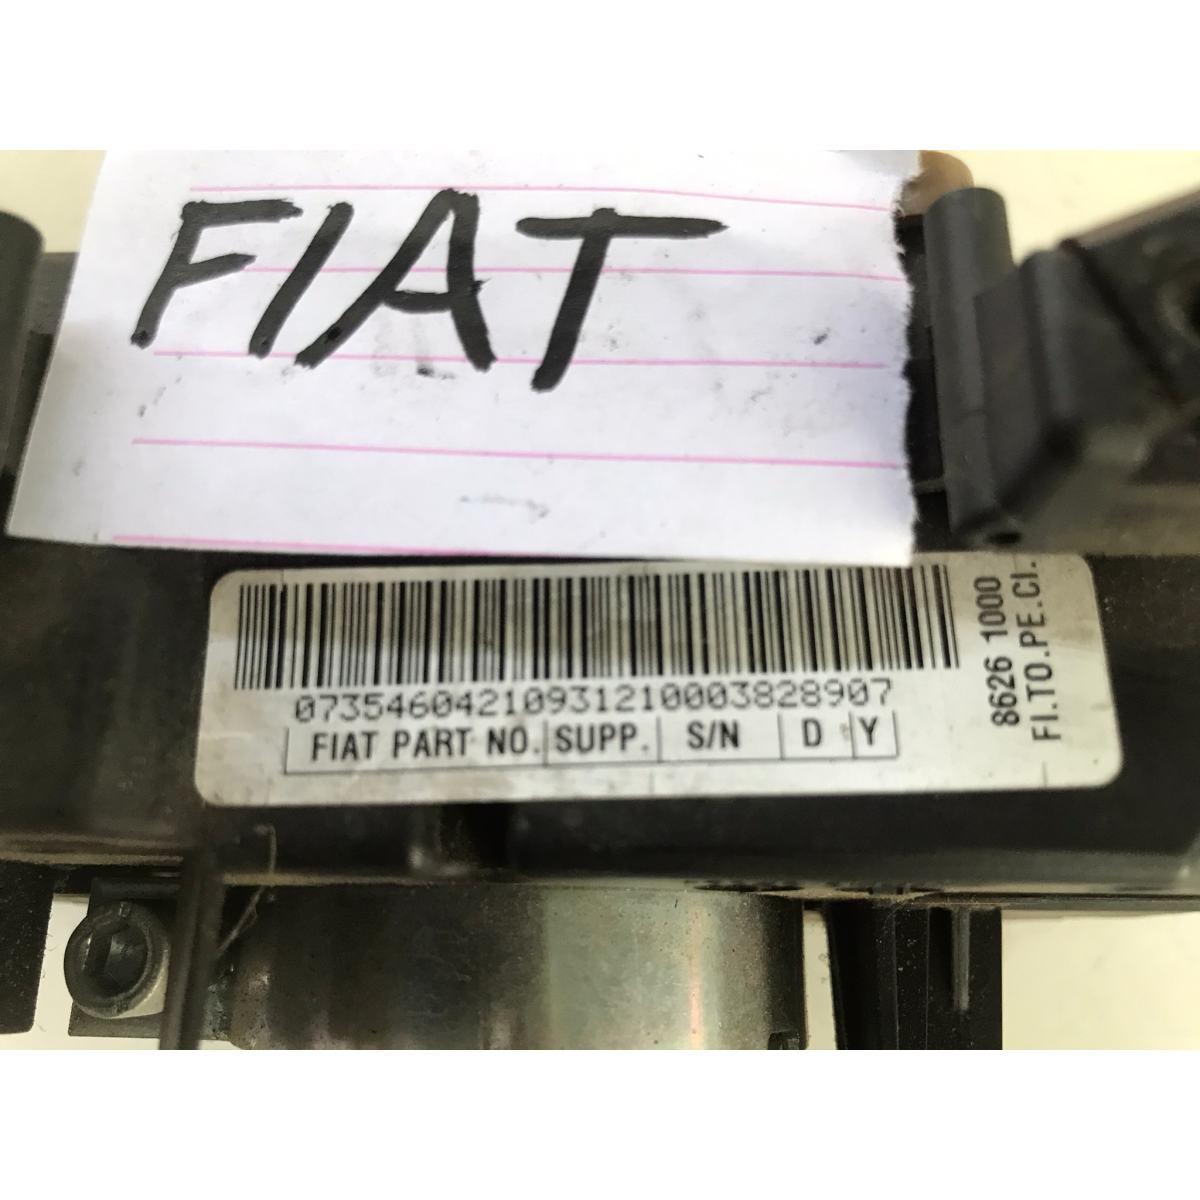 FIAT
07354604210931210003828907
FIAT PART NO. SUPP. S/N D Y
8626 1000
FI.TO.PE.CI.